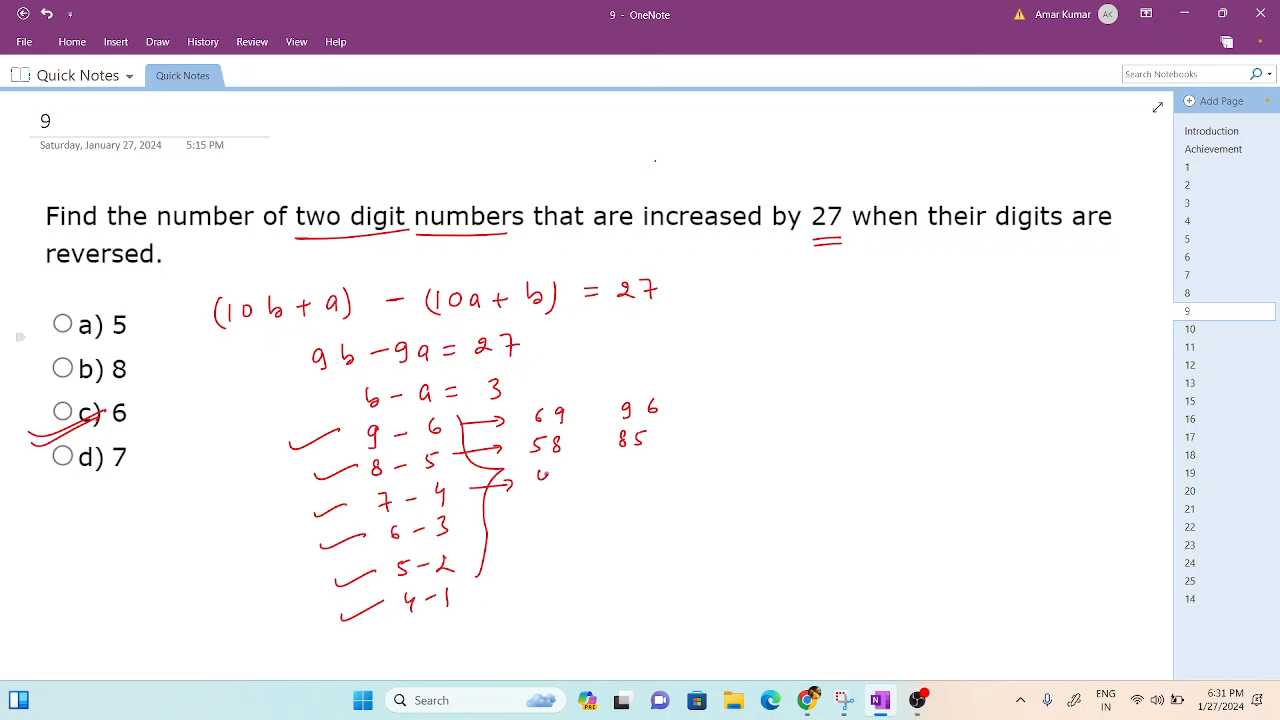 9 - OneNote
Amar Kumar AK
File Home Insert Draw History Review View Help
Quick Notes Quick Notes Search Notebooks
Add Page
9
Saturday, January 27, 2024 5:15 PM
Find the number of two digit numbers that are increased by 27 when their digits are
reversed.
a) 5
b) 8
c) 6
d) 7
(10b + a) - (10a + b) = 27
9b - 9a = 27
b - a = 3
9 - 6 69 96
8 - 5 58 85
7 - 4
6 - 3
5 - 2
4 - 1
Introduction
Achievement
1
2
3
4
5
6
7
8
9
10
11
12
13
15
16
17
18
19
20
21
22
23
24
25
14
Search
ENG
IN
6:31 PM
1/27/2024